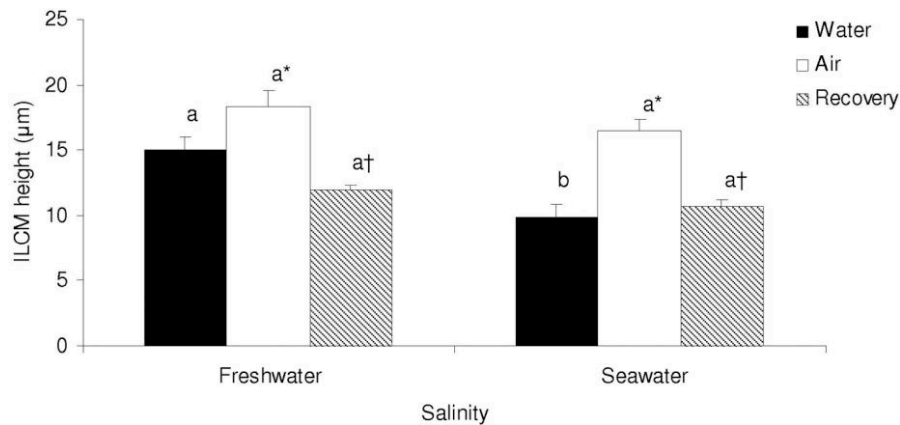 25
20
15
10
5
0
ILCM height (μm)
a
a*
a†
b
a*
a†
Freshwater
Seawater
Salinity
Water
Air
Recovery